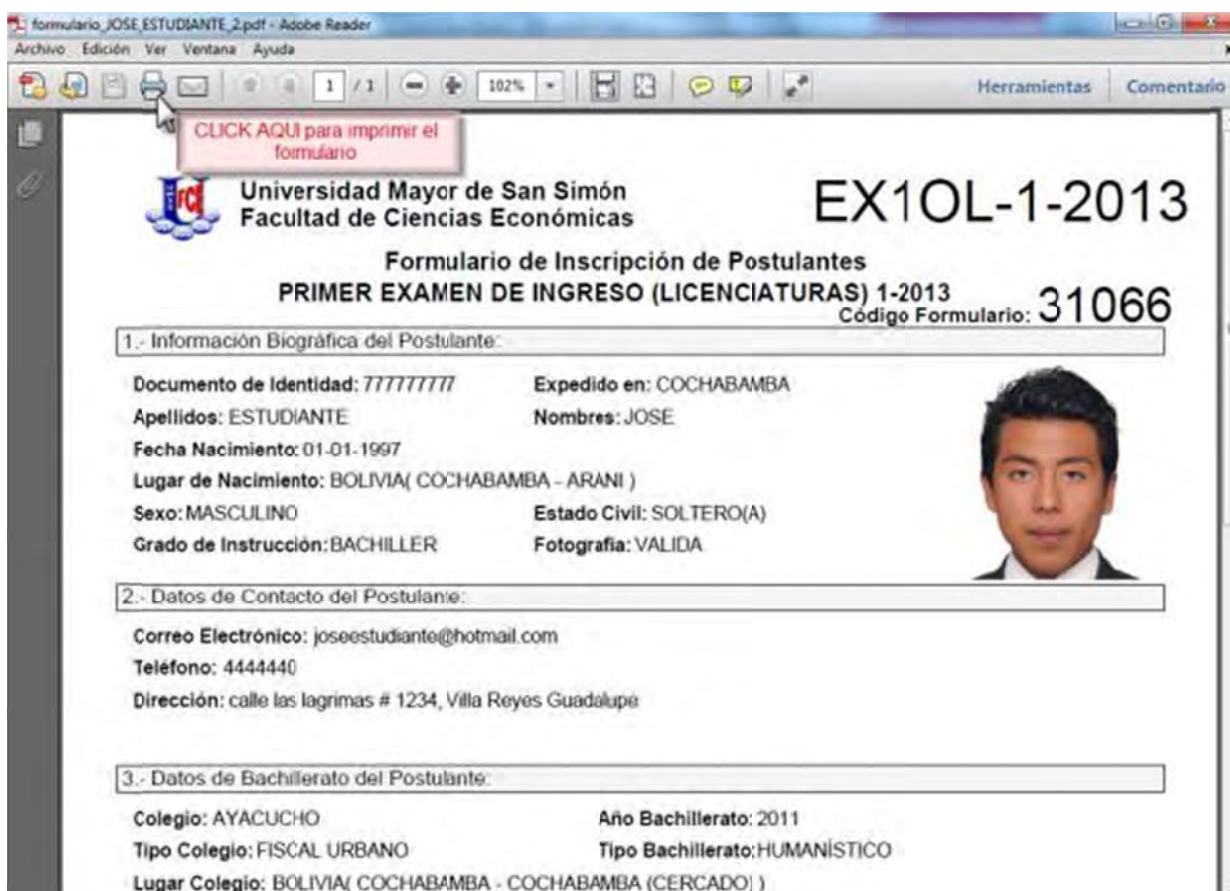 formulario_JOSE_ESTUDIANTE_2.pdf - Adobe Reader
Archivo Edición Ver Ventana Ayuda
1 / 1 102% Herramientas Comentario
CLICK AQUI para imprimir el
formulario
FCE
Universidad Mayor de San Simón
Facultad de Ciencias Económicas
EX1OL-1-2013
Formulario de Inscripción de Postulantes
PRIMER EXAMEN DE INGRESO (LICENCIATURAS) 1-2013
Código Formulario: 31066
1.- Información Biográfica del Postulante:
Documento de Identidad: 777777777 Expedido en: COCHABAMBA
Apellidos: ESTUDIANTE Nombres: JOSE
Fecha Nacimiento: 01-01-1997
Lugar de Nacimiento: BOLIVIA( COCHABAMBA - ARANI )
Sexo: MASCULINO Estado Civil: SOLTERO(A)
Grado de Instrucción: BACHILLER Fotografia: VALIDA
2.- Datos de Contacto del Postulante:
Correo Electrónico: joseestudiante@hotmail.com
Teléfono: 4444440
Dirección: calle las lagrimas # 1234, Villa Reyes Guadalupe
3.- Datos de Bachillerato del Postulante:
Colegio: AYACUCHO Año Bachillerato: 2011
Tipo Colegio: FISCAL URBANO Tipo Bachillerato: HUMANÍSTICO
Lugar Colegio: BOLIVIA( COCHABAMBA - COCHABAMBA (CERCADO) )